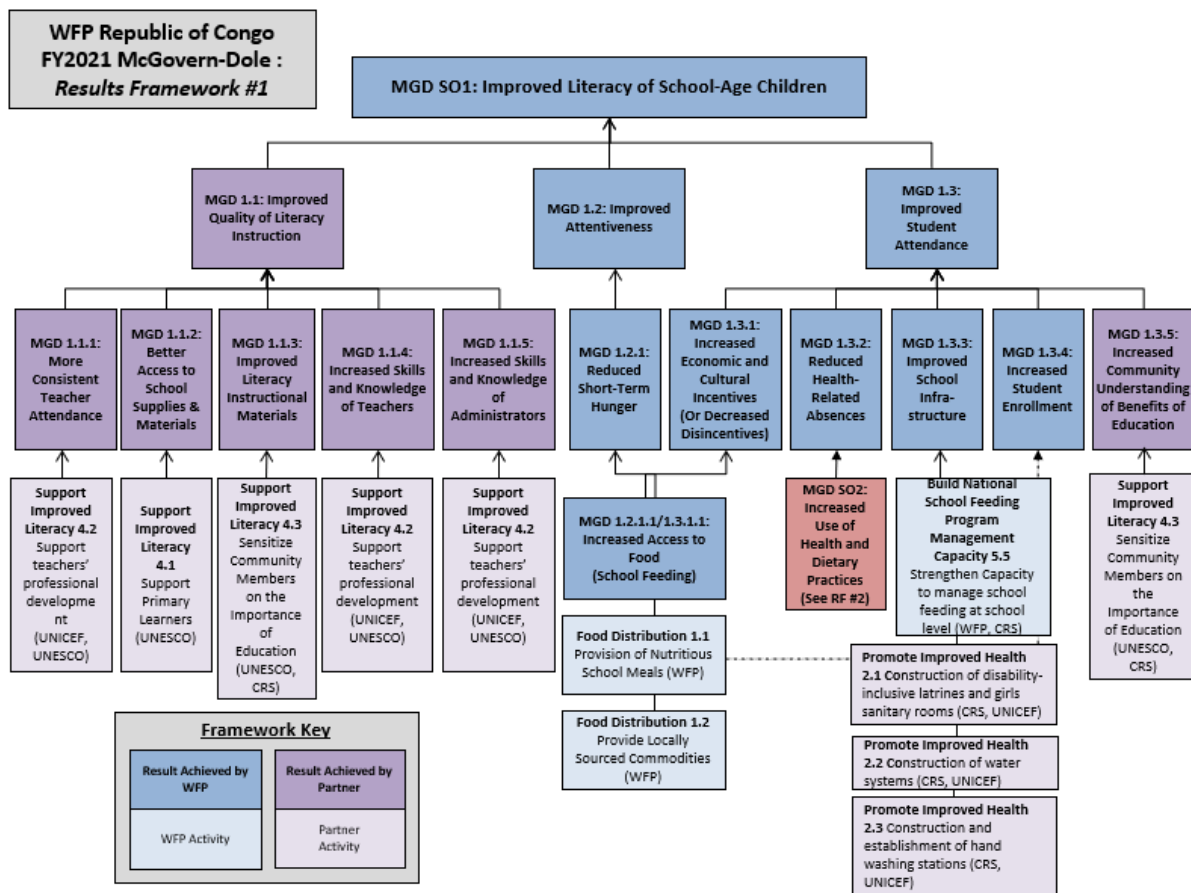 WFP Republic of Congo
FY2021 McGovern-Dole :
Results Framework #1
MGD SO1: Improved Literacy of School-Age Children
MGD 1.1: Improved
Quality of Literacy
Instruction
MGD 1.2: Improved
Attentiveness
MGD 1.3:
Improved
Student
Attendance
MGD 1.1.1:
More
Consistent
Teacher
Attendance
MGD 1.1.2:
Better
Access to
School
Supplies &
Materials
MGD 1.1.3:
Improved
Literacy
Instructional
Materials
MGD 1.1.4:
Increased Skills
and Knowledge
of Teachers
MGD 1.1.5:
Increased Skills
and Knowledge
of
Administrators
MGD 1.2.1:
Reduced
Short-Term
Hunger
MGD 1.3.1:
Increased
Economic and
Cultural
Incentives
(Or Decreased
Disincentives)
MGD 1.3.2:
Reduced
Health-
Related
Absences
MGD 1.3.3:
Improved
School
Infra-
structure
MGD 1.3.4:
Increased
Student
Enrollment
MGD 1.3.5:
Increased
Community
Understanding
of Benefits of
Education
Support
Improved
Literacy 4.2
Support
teachers'
professional
developme
nt
(UNICEF,
UNESCO)
Support
Improved
Literacy
4.1
Support
Primary
Learners
(UNESCO)
Support
Improved
Literacy 4.3
Sensitize
Community
Members on
the
Importance of
Education
(UNESCO,
CRS)
Support
Improved
Literacy 4.2
Support
teachers'
professional
development
(UNICEF,
UNESCO)
Support
Improved
Literacy 4.2
Support
teachers'
professional
development
(UNICEF,
UNESCO)
MGD 1.2.1.1/1.3.1.1:
Increased Access to
Food
(School Feeding)
MGD SO2:
Increased
Use of
Health and
Dietary
Practices
(See RF #2)
Build National
School Feeding
Program
Management
Capacity 5.5
Strengthen Capacity
to manage school
feeding at school
level (WFP, CRS)
Support
Improved
Literacy 4.3
Sensitize
Community
Members on
the
Importance
of Education
(UNESCO,
CRS)
Food Distribution 1.1
Provision of Nutritious
School Meals (WFP)
Food Distribution 1.2
Provide Locally
Sourced Commodities
(WFP)
Promote Improved Health
2.1 Construction of disability-
inclusive latrines and girls
sanitary rooms (CRS, UNICEF)
Promote Improved Health
2.2 Construction of water
systems (CRS, UNICEF)
Promote Improved Health
2.3 Construction and
establishment of hand
washing stations (CRS,
UNICEF)
Framework Key
Result Achieved by
WFP
Result Achieved by
Partner
WFP Activity
Partner
Activity